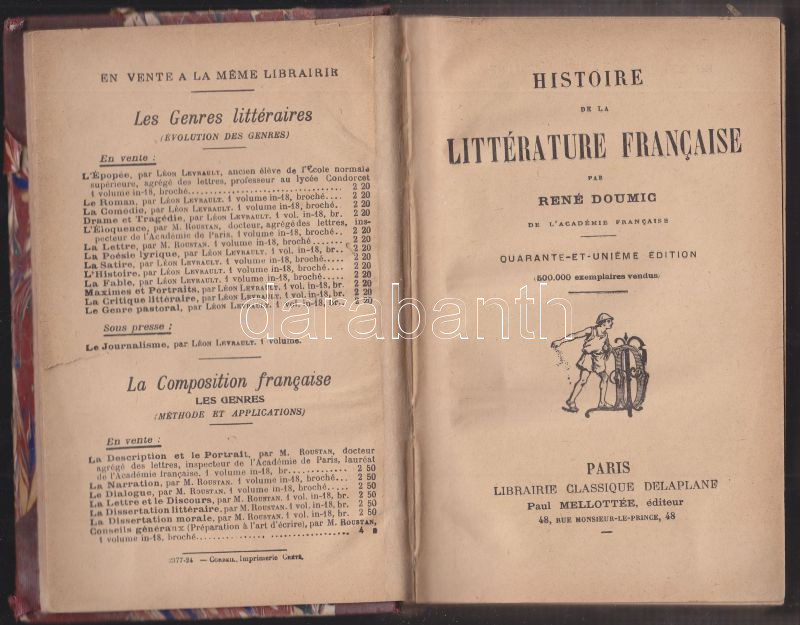 EN VENTE A LA MÊME LIBRAIRIE
Les Genres littéraires
(ÉVOLUTION DES GENRES)
En vente :
L'Épopée, par LÉON LEVRAULT, ancien élève de l'École normale
supérieure, agrégé des lettres, professeur au lycée Condorcet
1 volume in-18, broché. 2 20
Le Roman, par LÉON LEVRAULT. 1 volume in-18, broché. 2 20
La Comédie, par LÉON LEVRAULT. 1 volume in-18, broché. 2 20
Drame et Tragédie, par LÉON LEVRAULT. 1 vol. in-18, br. 2 20
L'Éloquence, par M. ROUSTAN, docteur, agrégé des lettres, ins-
pecteur de l'Académie de Paris, 1 volume in-18, broché. 2 20
La Lettre, par M. ROUSTAN. 1 volume in-18, broché. 2 20
La Poésie lyrique, par LÉON LEVRAULT. 1 vol. in-18, br. 2 20
La Satire, par LÉON LEVRAULT. 1 volume in-18, broché. 2 20
L'Histoire, par LÉON LEVRAULT. 1 volume in-18, broché. 2 20
La Fable, par LÉON LEVRAULT. 1 volume in-18, broché. 2 20
Maximes et Portraits, par LÉON LEVRAULT. 1 vol. in-18, br. 2 20
La Critique littéraire, par LÉON LEVRAULT. 1 vol. in-18, br. 2 20
Le Genre pastoral, par LÉON LEVRAULT. 1 vol. in-18, br. 2 20
Sous presse :
Le Journalisme, par LÉON LEVRAULT. 1 volume.
La Composition française
LES GENRES
(MÉTHODE ET APPLICATIONS)
En vente :
La Description et le Portrait, par M. ROUSTAN, docteur
agrégé des lettres, inspecteur de l'Académie de Paris, lauréat
de l'Académie française. 1 volume in-18, br. 2 50
La Narration, par M. ROUSTAN. 1 volume in-18, broché. 2 50
Le Dialogue, par M. ROUSTAN. 1 volume in-18, broché. 2 50
La Lettre et le Discours, par M. ROUSTAN. 1 vol. in-18, br. 2 50
La Dissertation littéraire, par M. ROUSTAN. 1 vol. in-18, br. 2 50
La Dissertation morale, par M. ROUSTAN. 1 vol. in-18, br. 2 50
Conseils généraux (Préparation à l'art d'écrire), par M. ROUSTAN,
1 volume in-18, broché. 4 »
2377-24 — CORBEIL, Imprimerie CRÉTÉ.
HISTOIRE
DE LA
LITTÉRATURE FRANÇAISE
PAR
RENÉ DOUMIC
DE L'ACADÉMIE FRANÇAISE
QUARANTE-ET-UNIÈME ÉDITION
(500.000 exemplaires vendus)
PARIS
LIBRAIRIE CLASSIQUE DELAPLANE
Paul MELLOTTÉE, éditeur
48, RUE MONSIEUR-LE-PRINCE, 48
darabanth